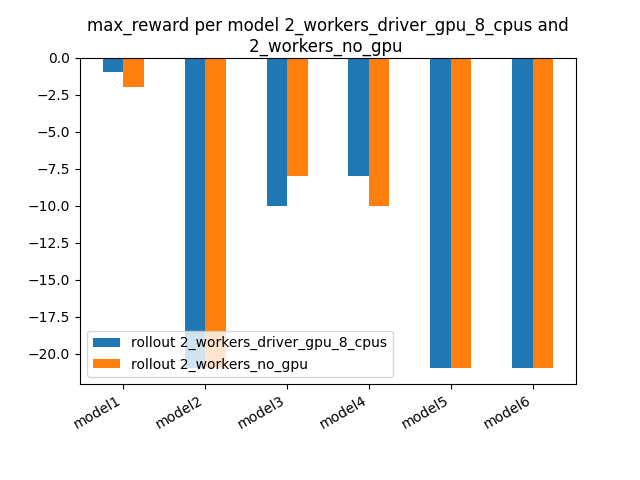 max_reward per model 2_workers_driver_gpu_8_cpus and
2_workers_no_gpu
0.0
−2.5
−5.0
−7.5
−10.0
−12.5
−15.0
−17.5
−20.0
rollout 2_workers_driver_gpu_8_cpus
rollout 2_workers_no_gpu
model1
model2
model3
model4
model5
model6